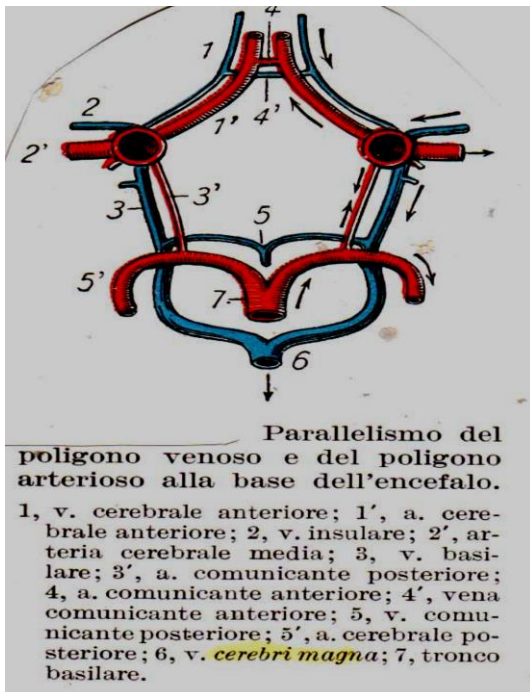 4
1
1'
4'
2
2'
3
3'
5
5'
7
6
Parallelismo del
poligono venoso e del poligono
arterioso alla base dell'encefalo.
1, v. cerebrale anteriore; 1′, a. cere-
brale anteriore; 2, v. insulare; 2′, ar-
teria cerebrale media; 3, v. basi-
lare; 3′, a. comunicante posteriore;
4, a. comunicante anteriore; 4′, vena
comunicante anteriore; 5, v. comu-
nicante posteriore; 5′, a. cerebrale po-
steriore; 6, v. cerebri magna; 7, tronco
basilare.